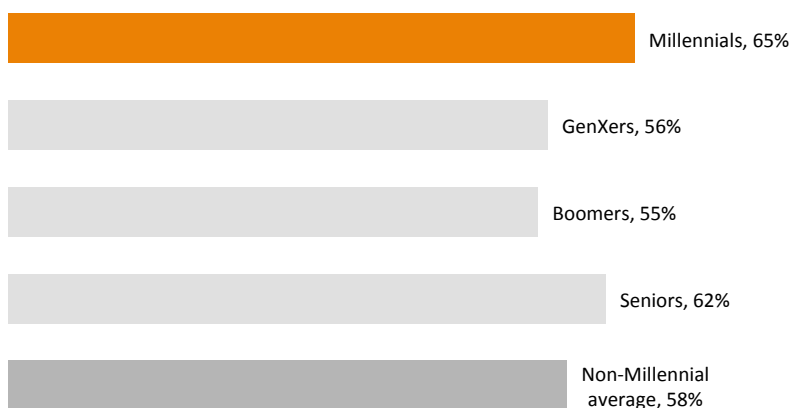 Millennials, 65%
GenXers, 56%
Boomers, 55%
Seniors, 62%
Non-Millennial
average, 58%